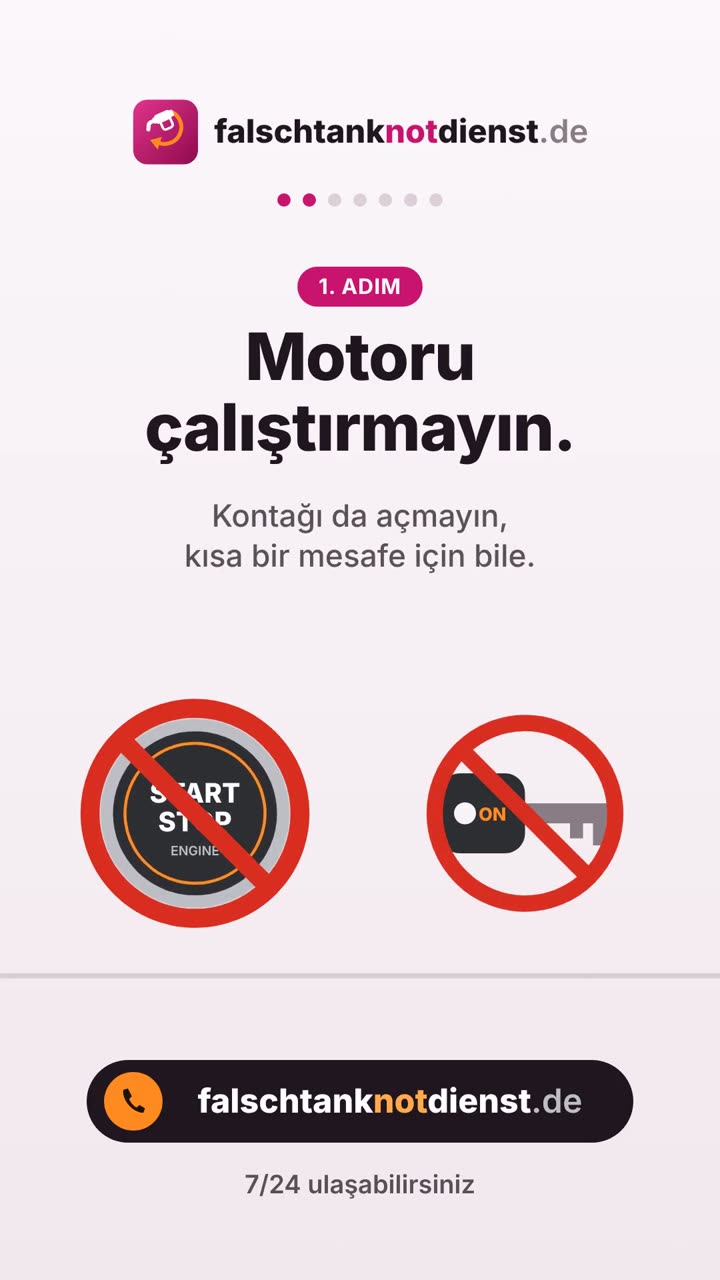 falschtanknotdienst.de
1. ADIM
Motoru
çalıştırmayın.
Kontağı da açmayın,
kısa bir mesafe için bile.
START
STOP
ENGINE
ON
falschtanknotdienst.de
7/24 ulaşabilirsiniz